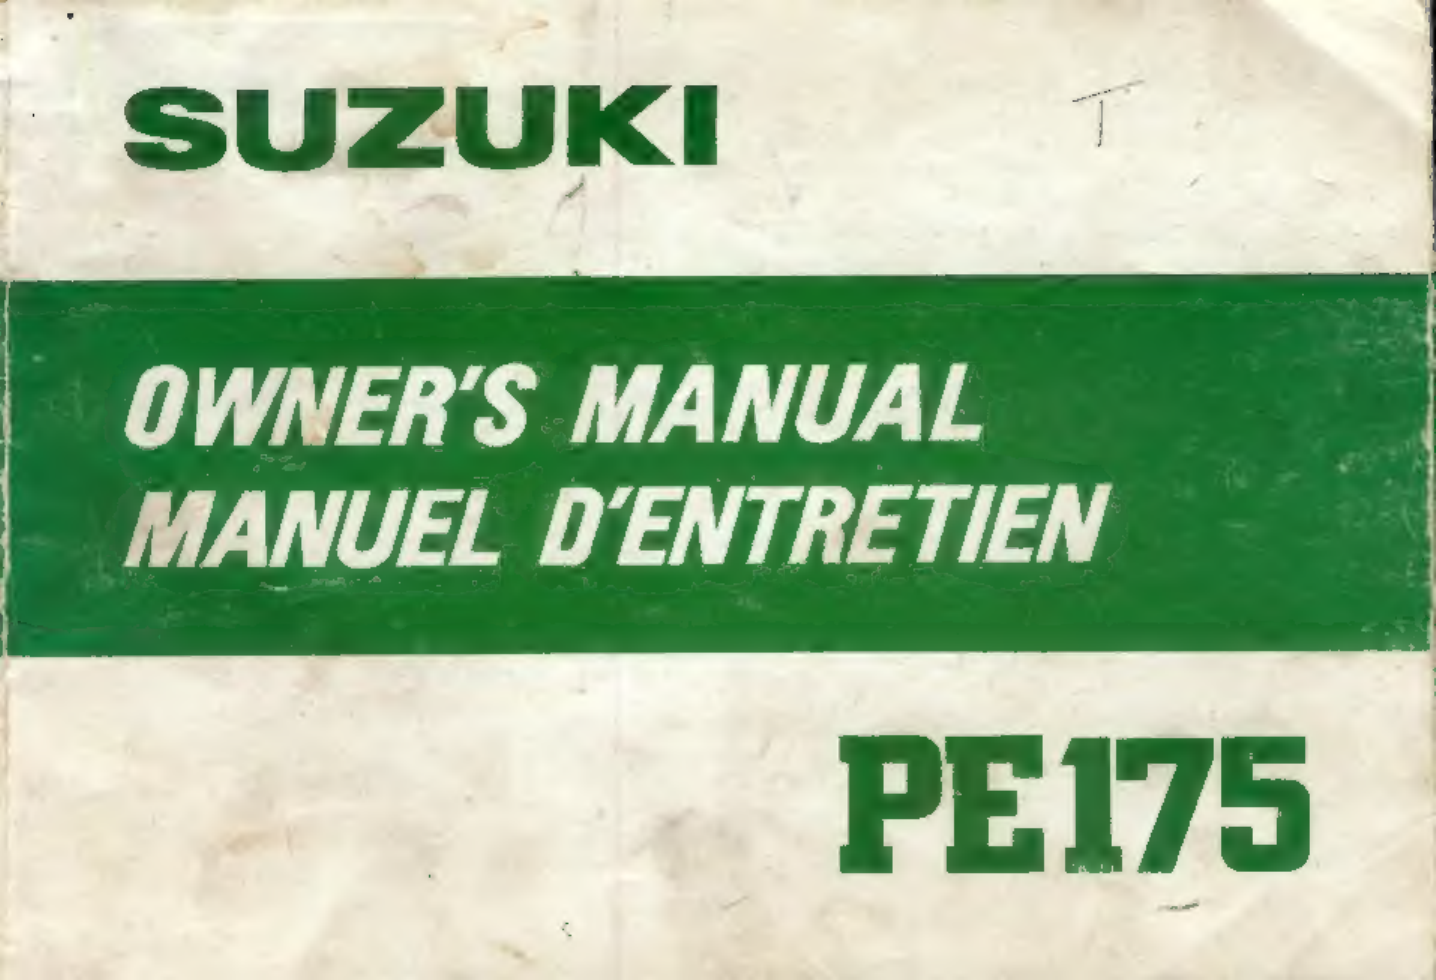 SUZUKI
T
OWNER'S MANUAL
MANUEL D'ENTRETIEN
PE175